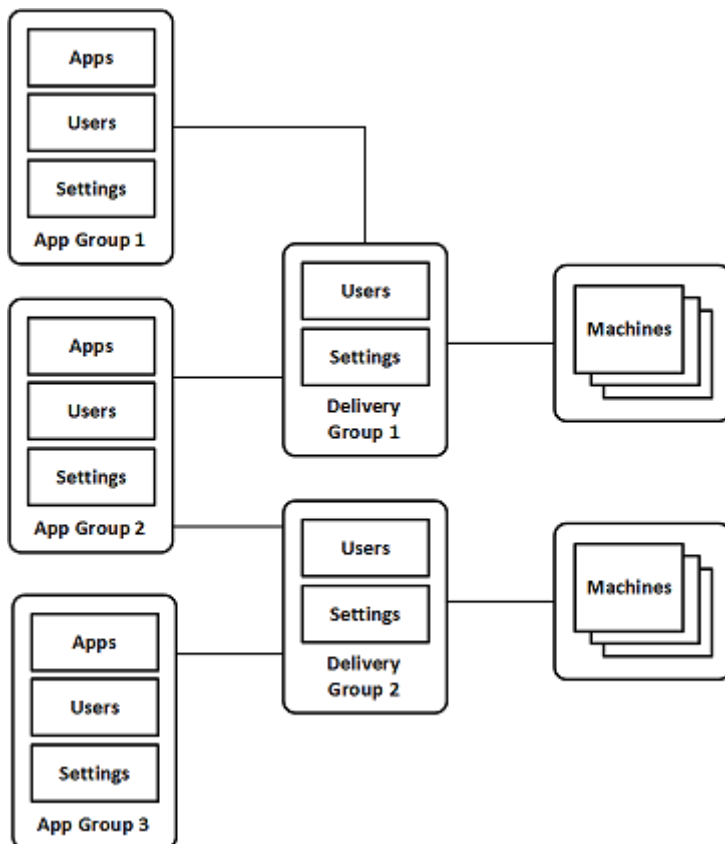 Apps
Users
Settings
App Group 1
Apps
Users
Settings
App Group 2
Apps
Users
Settings
App Group 3
Users
Settings
Delivery
Group 1
Users
Settings
Delivery
Group 2
Machines
Machines